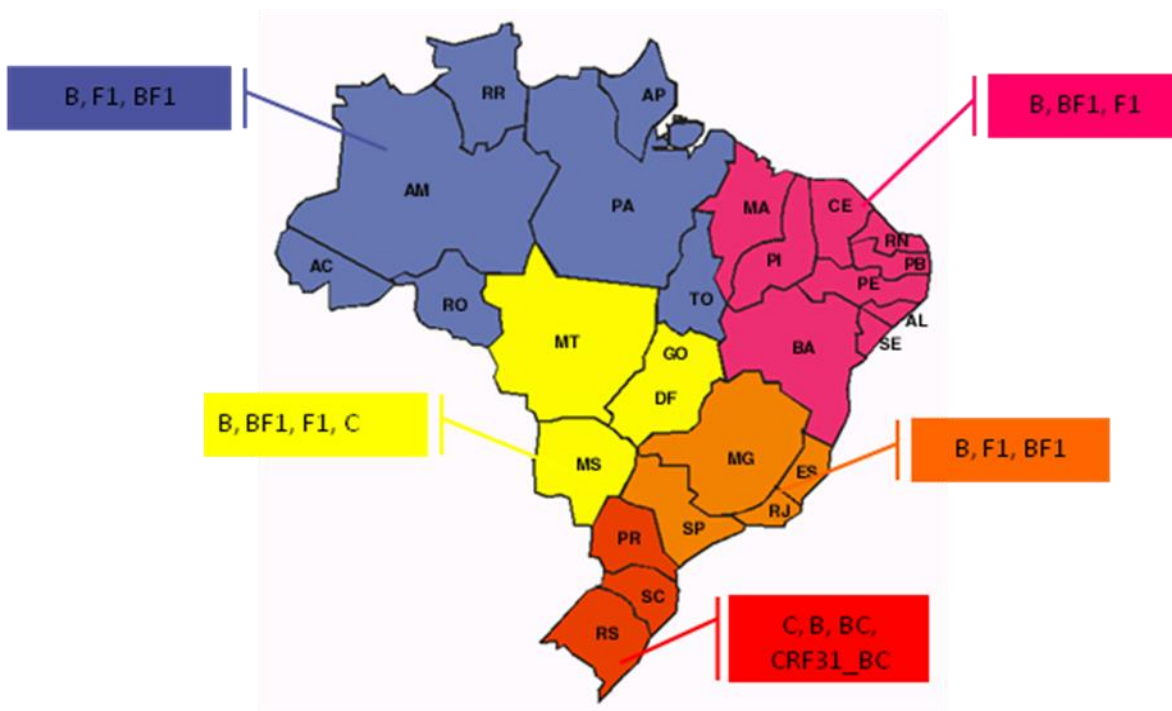 B, F1, BF1
B, BF1, F1
RR
AP
AM
PA
MA
CE
RN
PB
PI
PE
AC
RO
TO
AL
SE
MT
GO
BA
DF
B, BF1, F1, C
MS
MG
ES
B, F1, BF1
RJ
SP
PR
SC
RS
C, B, BC,
CRF31_BC